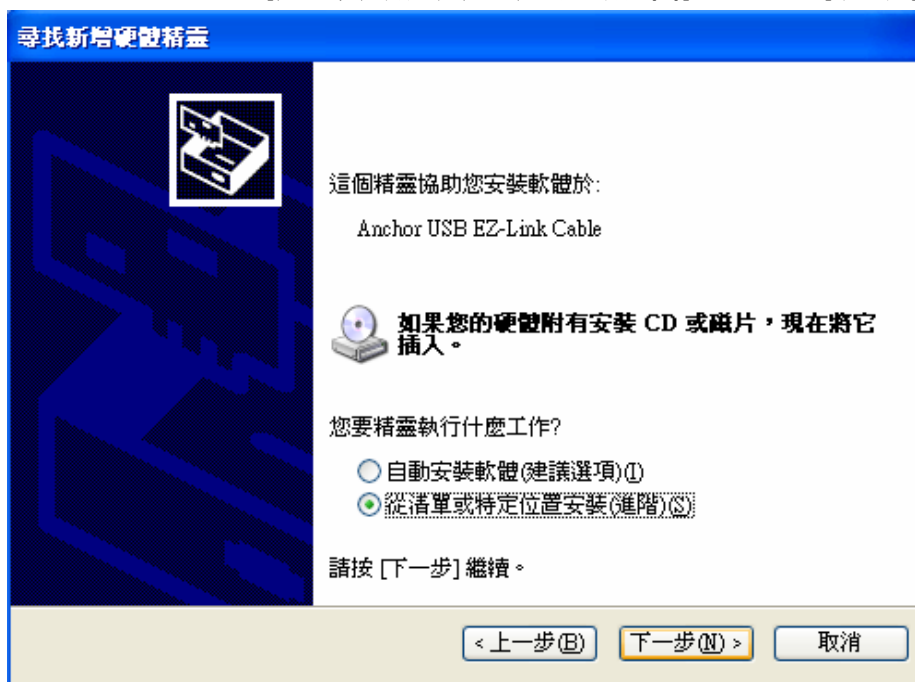 尋找新增硬體精靈
這個精靈協助您安裝軟體於:
Anchor USB EZ-Link Cable
如果您的硬體附有安裝 CD 或磁片，現在將它
插入。
您要精靈執行什麼工作?
自動安裝軟體(建議選項)(I)
從清單或特定位置安裝(進階)(S)
請按 [下一步] 繼續。
<上一步(B) 下一步(N)> 取消